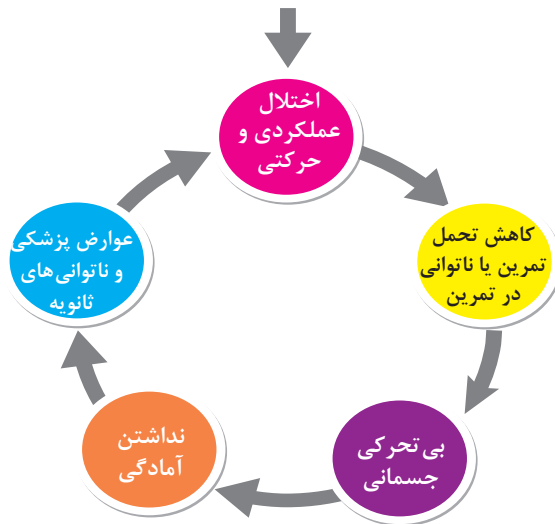 اختلال
عملکردی و
حرکتی
کاهش تحمل
تمرین یا ناتوانی
در تمرین
بی تحرکی
جسمانی
نداشتن
آمادگی
عوارض پزشکی
و ناتوانی‌های
ثانویه